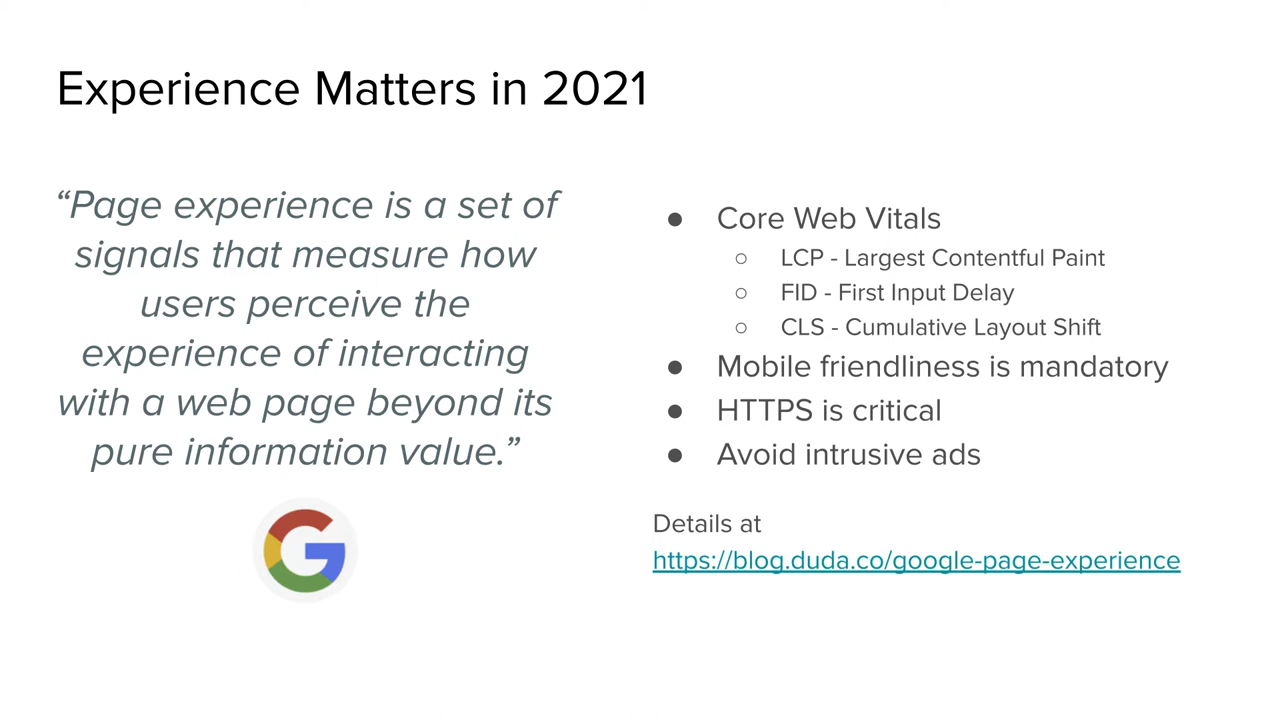 Experience Matters in 2021
“Page experience is a set of
signals that measure how
users perceive the
experience of interacting
with a web page beyond its
pure information value.”
● Core Web Vitals
○ LCP - Largest Contentful Paint
○ FID - First Input Delay
○ CLS - Cumulative Layout Shift
● Mobile friendliness is mandatory
● HTTPS is critical
● Avoid intrusive ads
Details at
https://blog.duda.co/google-page-experience